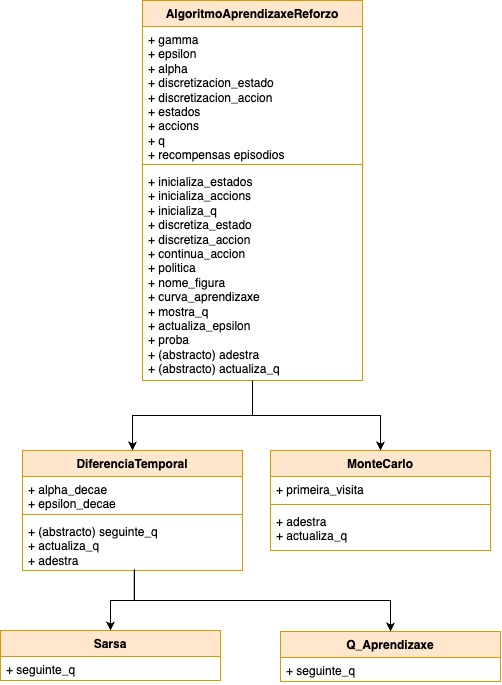 AlgoritmoAprendizaxeReforzo
+ gamma
+ epsilon
+ alpha
+ discretizacion_estado
+ discretizacion_accion
+ estados
+ accions
+ q
+ recompensas episodios
+ inicializa_estados
+ inicializa_accions
+ inicializa_q
+ discretiza_estado
+ discretiza_accion
+ continua_accion
+ politica
+ nome_figura
+ curva_aprendizaxe
+ mostra_q
+ actualiza_epsilon
+ proba
+ (abstracto) adestra
+ (abstracto) actualiza_q
DiferenciaTemporal
+ alpha_decae
+ epsilon_decae
+ (abstracto) seguinte_q
+ actualiza_q
+ adestra
MonteCarlo
+ primeira_visita
+ adestra
+ actualiza_q
Sarsa
+ seguinte_q
Q_Aprendizaxe
+ seguinte_q